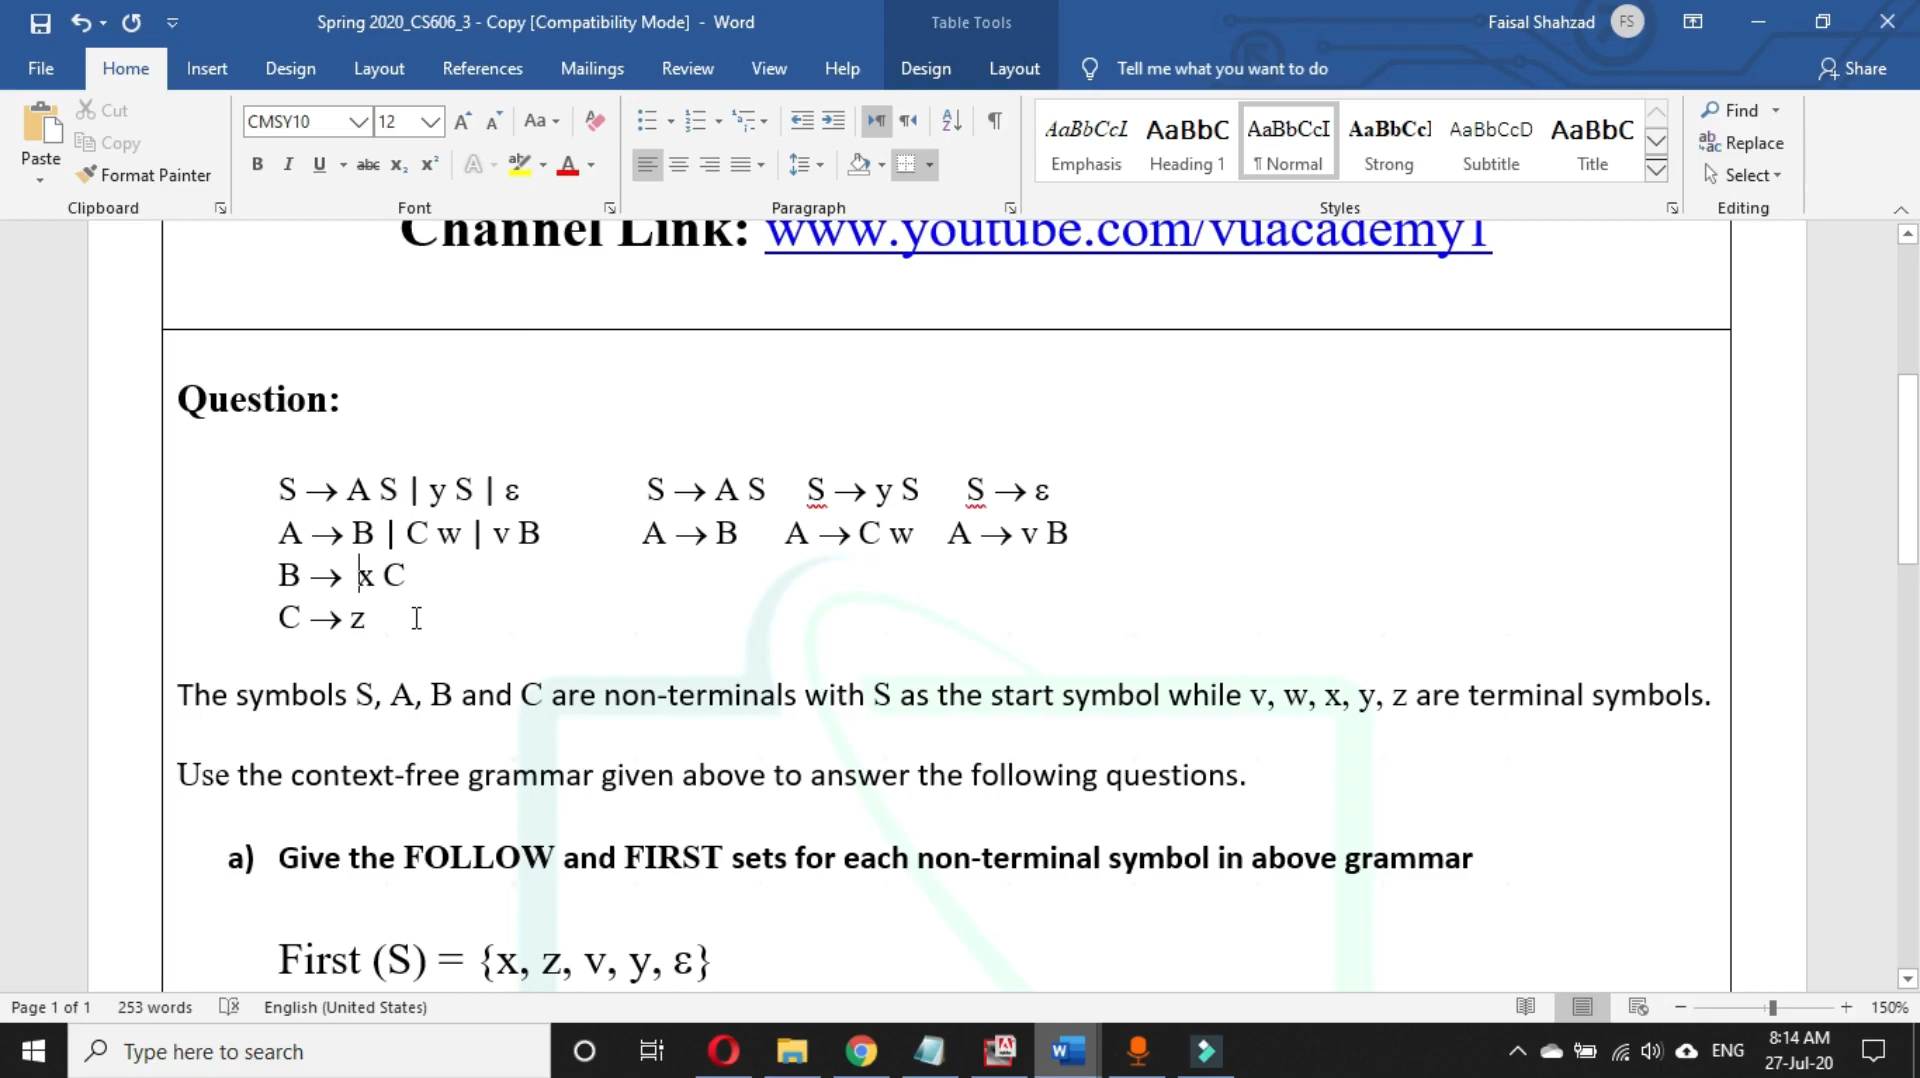 Spring 2020_CS606_3 - Copy [Compatibility Mode] - Word
Table Tools
Faisal Shahzad
FS
File Home Insert Design Layout References Mailings Review View Help Design Layout Tell me what you want to do Share
Paste
Cut
Copy
Format Painter
Clipboard
CMSY10 12
Font
Paragraph
AaBbCcI AaBbC AaBbCcI AaBbCcl AaBbCcD AaBbC
Emphasis Heading 1 ¶ Normal Strong Subtitle Title
Styles
Find
Replace
Select
Editing
Channel Link: www.youtube.com/vuacademy1
Question:
S → A S | y S | ε S → A S S → y S S → ε
A → B | C w | v B A → B A → C w A → v B
B → x C
C → z
The symbols S, A, B and C are non-terminals with S as the start symbol while v, w, x, y, z are terminal symbols.
Use the context-free grammar given above to answer the following questions.
a) Give the FOLLOW and FIRST sets for each non-terminal symbol in above grammar
First (S) = {x, z, v, y, ε}
Page 1 of 1 253 words English (United States) 150%
Type here to search
ENG
8:14 AM
27-Jul-20